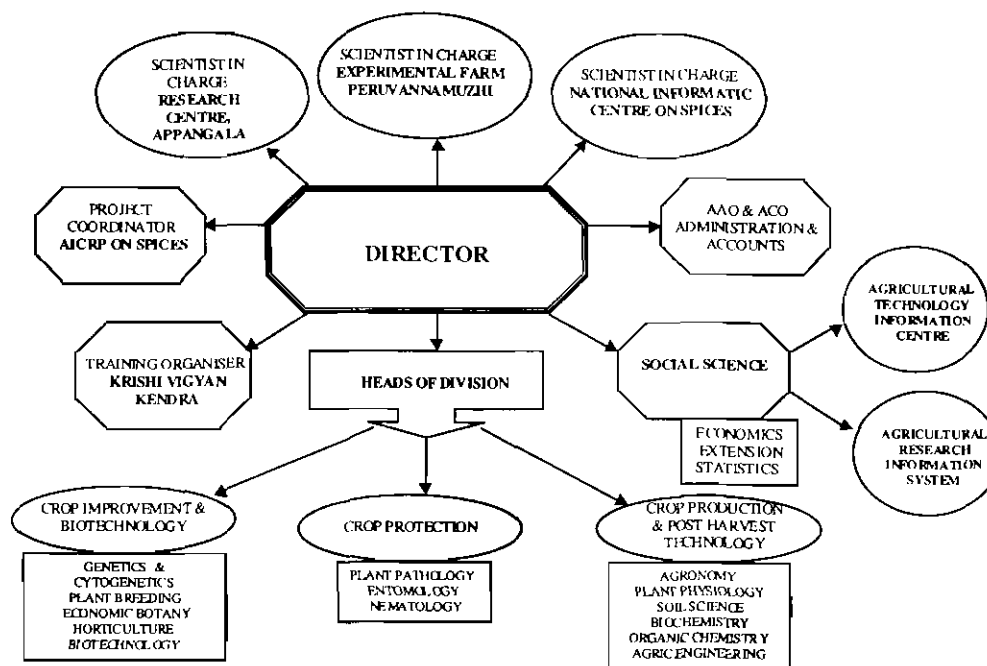 SCIENTIST IN
CHARGE
RESEARCH
CENTRE,
APPANGALA
SCIENTIST IN CHARGE
EXPERIMENTAL FARM
PERUVANNAMUZHI
SCIENTIST IN CHARGE
NATIONAL INFORMATIC
CENTRE ON SPICES
PROJECT
COORDINATOR
AICRP ON SPICES
DIRECTOR
AAO & ACO
ADMINISTRATION &
ACCOUNTS
AGRICULTURAL
TECHNOLOGY
INFORMATION
CENTRE
TRAINING ORGANISER
KRISHI VIGYAN
KENDRA
HEADS OF DIVISION
SOCIAL SCIENCE
ECONOMICS
EXTENSION
STATISTICS
AGRICULTURAL
RESEARCH
INFORMATION
SYSTEM
CROP IMPROVEMENT &
BIOTECHNOLOGY
GENETICS &
CYTOGENETICS
PLANT BREEDING
ECONOMIC BOTANY
HORTICULTURE
BIOTECHNOLOGY
CROP PROTECTION
PLANT PATHOLOGY
ENTOMOLOGY
NEMATOLOGY
CROP PRODUCTION
& POST HARVEST
TECHNOLOGY
AGRONOMY
PLANT PHYSIOLOGY
SOIL SCIENCE
BIOCHEMISTRY
ORGANIC CHEMISTRY
AGRIC ENGINEERING